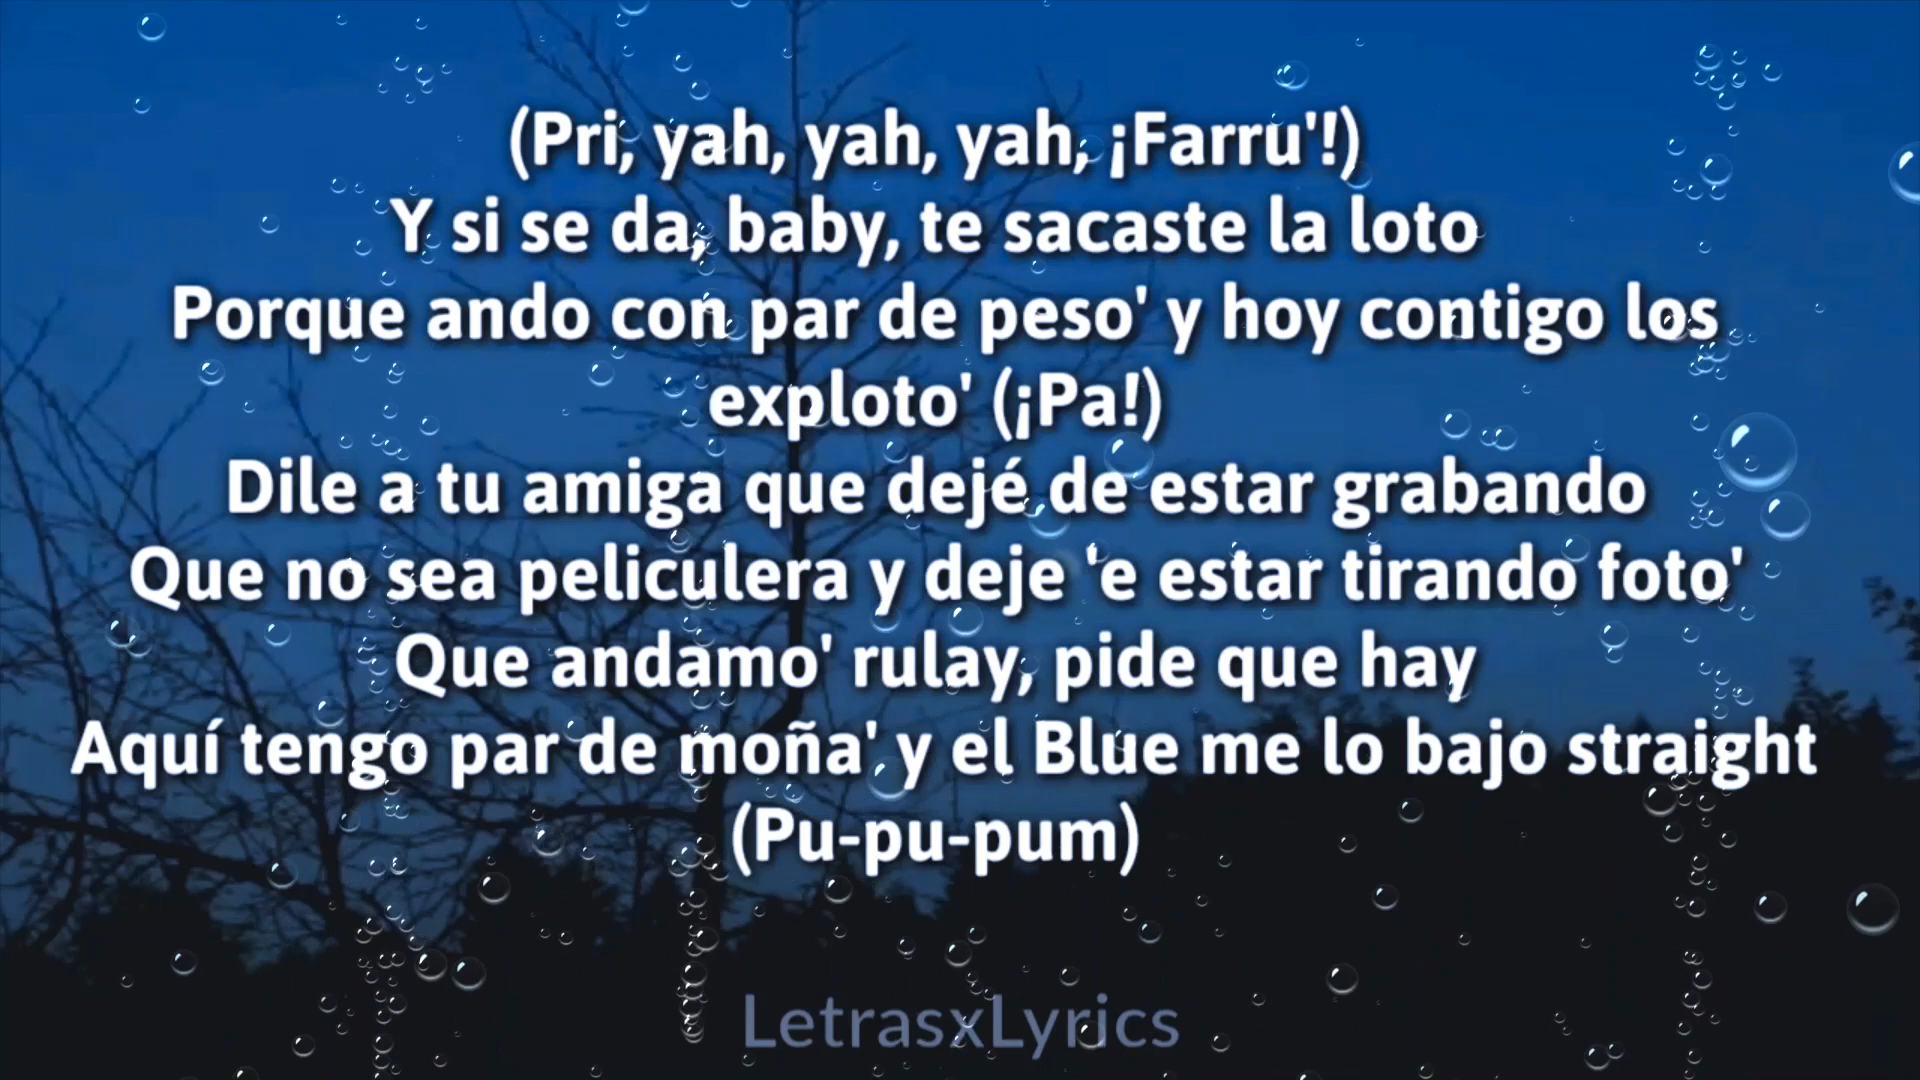 (Pri, yah, yah, yah, ¡Farru'!)
Y si se da, baby, te sacaste la loto
Porque ando con par de peso' y hoy contigo los
exploto' (¡Pa!)
Dile a tu amiga que dejé de estar grabando
Que no sea peliculera y deje 'e estar tirando foto'
Que andamo' rulay, pide que hay
Aquí tengo par de moña' y el Blue me lo bajo straight
(Pu-pu-pum)
LetrasxLyrics